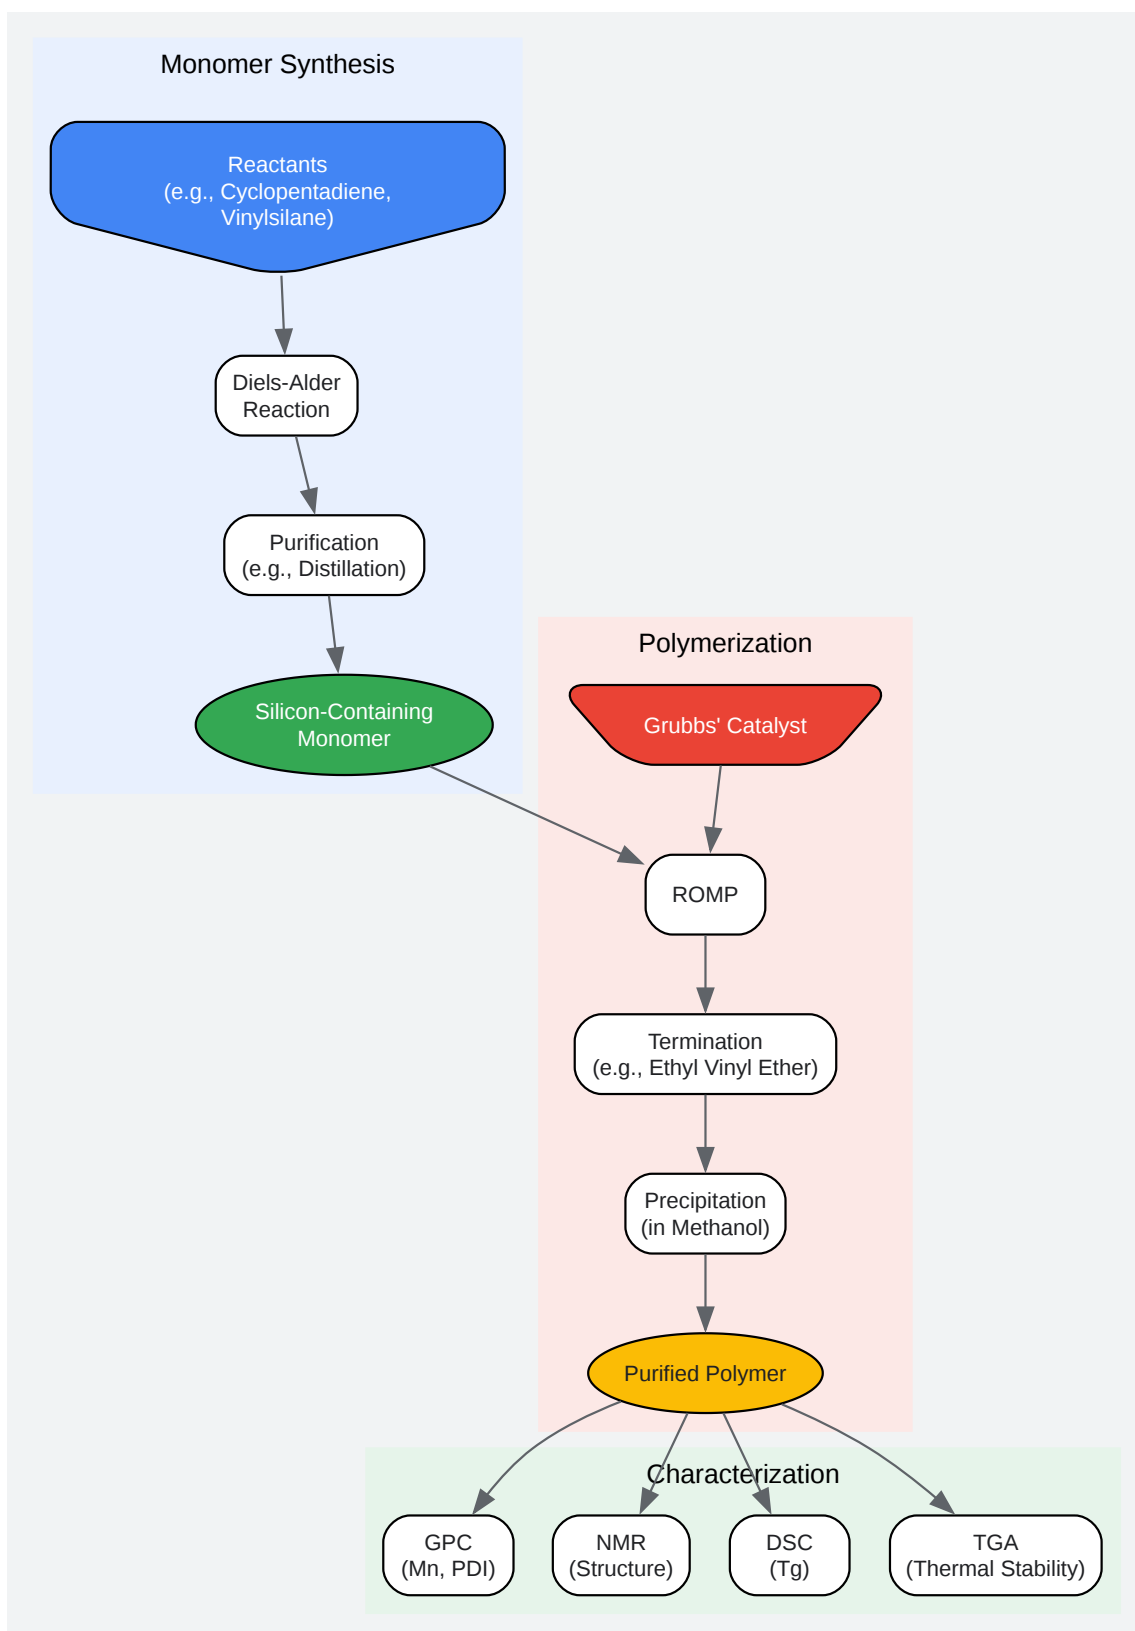 Monomer Synthesis
Reactants
(e.g., Cyclopentadiene,
Vinylsilane)
Diels-Alder
Reaction
Purification
(e.g., Distillation)
Silicon-Containing
Monomer
Polymerization
Grubbs' Catalyst
ROMP
Termination
(e.g., Ethyl Vinyl Ether)
Precipitation
(in Methanol)
Purified Polymer
Characterization
GPC
(Mn, PDI)
NMR
(Structure)
DSC
(Tg)
TGA
(Thermal Stability)